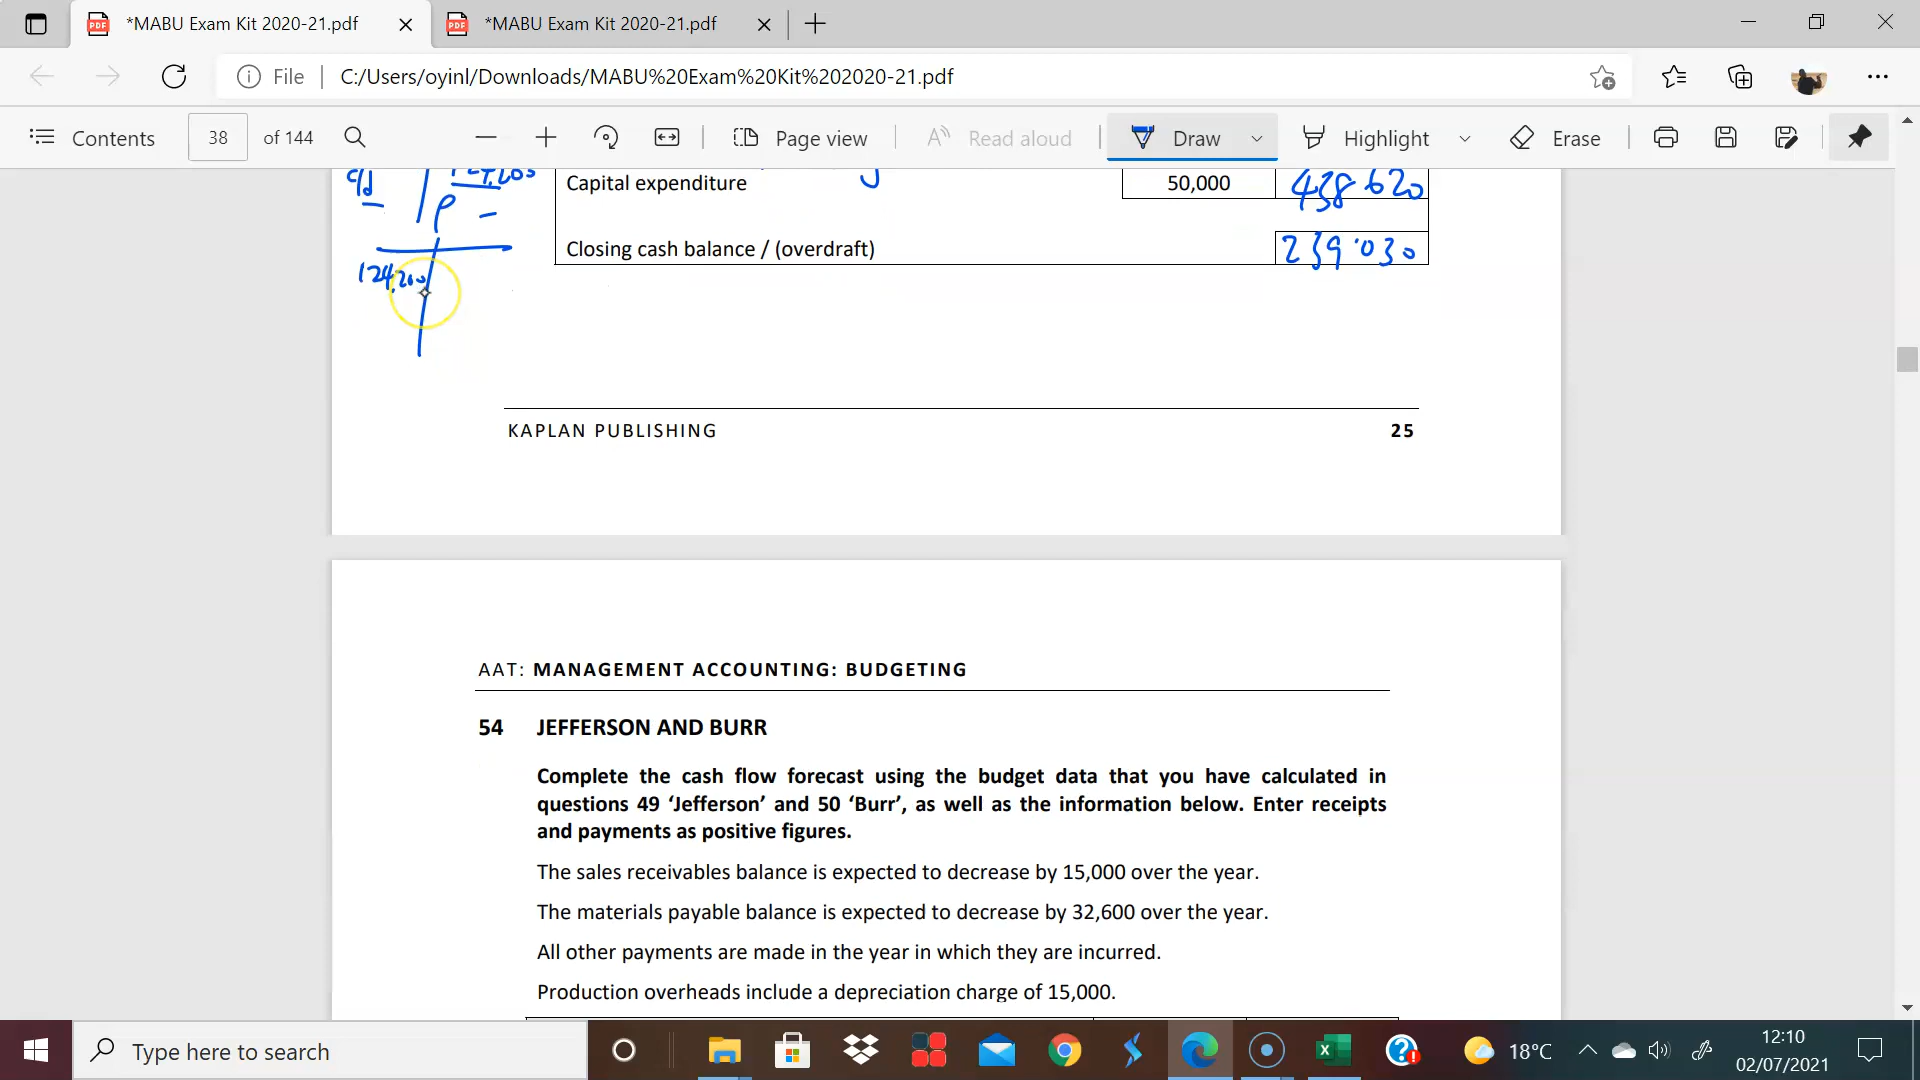 *MABU Exam Kit 2020-21.pdf
*MABU Exam Kit 2020-21.pdf
File
C:/Users/oyinl/Downloads/MABU%20Exam%20Kit%202020-21.pdf
Contents
38 of 144
Page view
Read aloud
Draw
Highlight
Erase
c/d
Capital expenditure 50,000 438620
P
Closing cash balance / (overdraft) 239'030
124,200
KAPLAN PUBLISHING 25
AAT: MANAGEMENT ACCOUNTING: BUDGETING
54 JEFFERSON AND BURR
Complete the cash flow forecast using the budget data that you have calculated in
questions 49 ‘Jefferson’ and 50 ‘Burr’, as well as the information below. Enter receipts
and payments as positive figures.
The sales receivables balance is expected to decrease by 15,000 over the year.
The materials payable balance is expected to decrease by 32,600 over the year.
All other payments are made in the year in which they are incurred.
Production overheads include a depreciation charge of 15,000.
Type here to search
18°C
12:10
02/07/2021